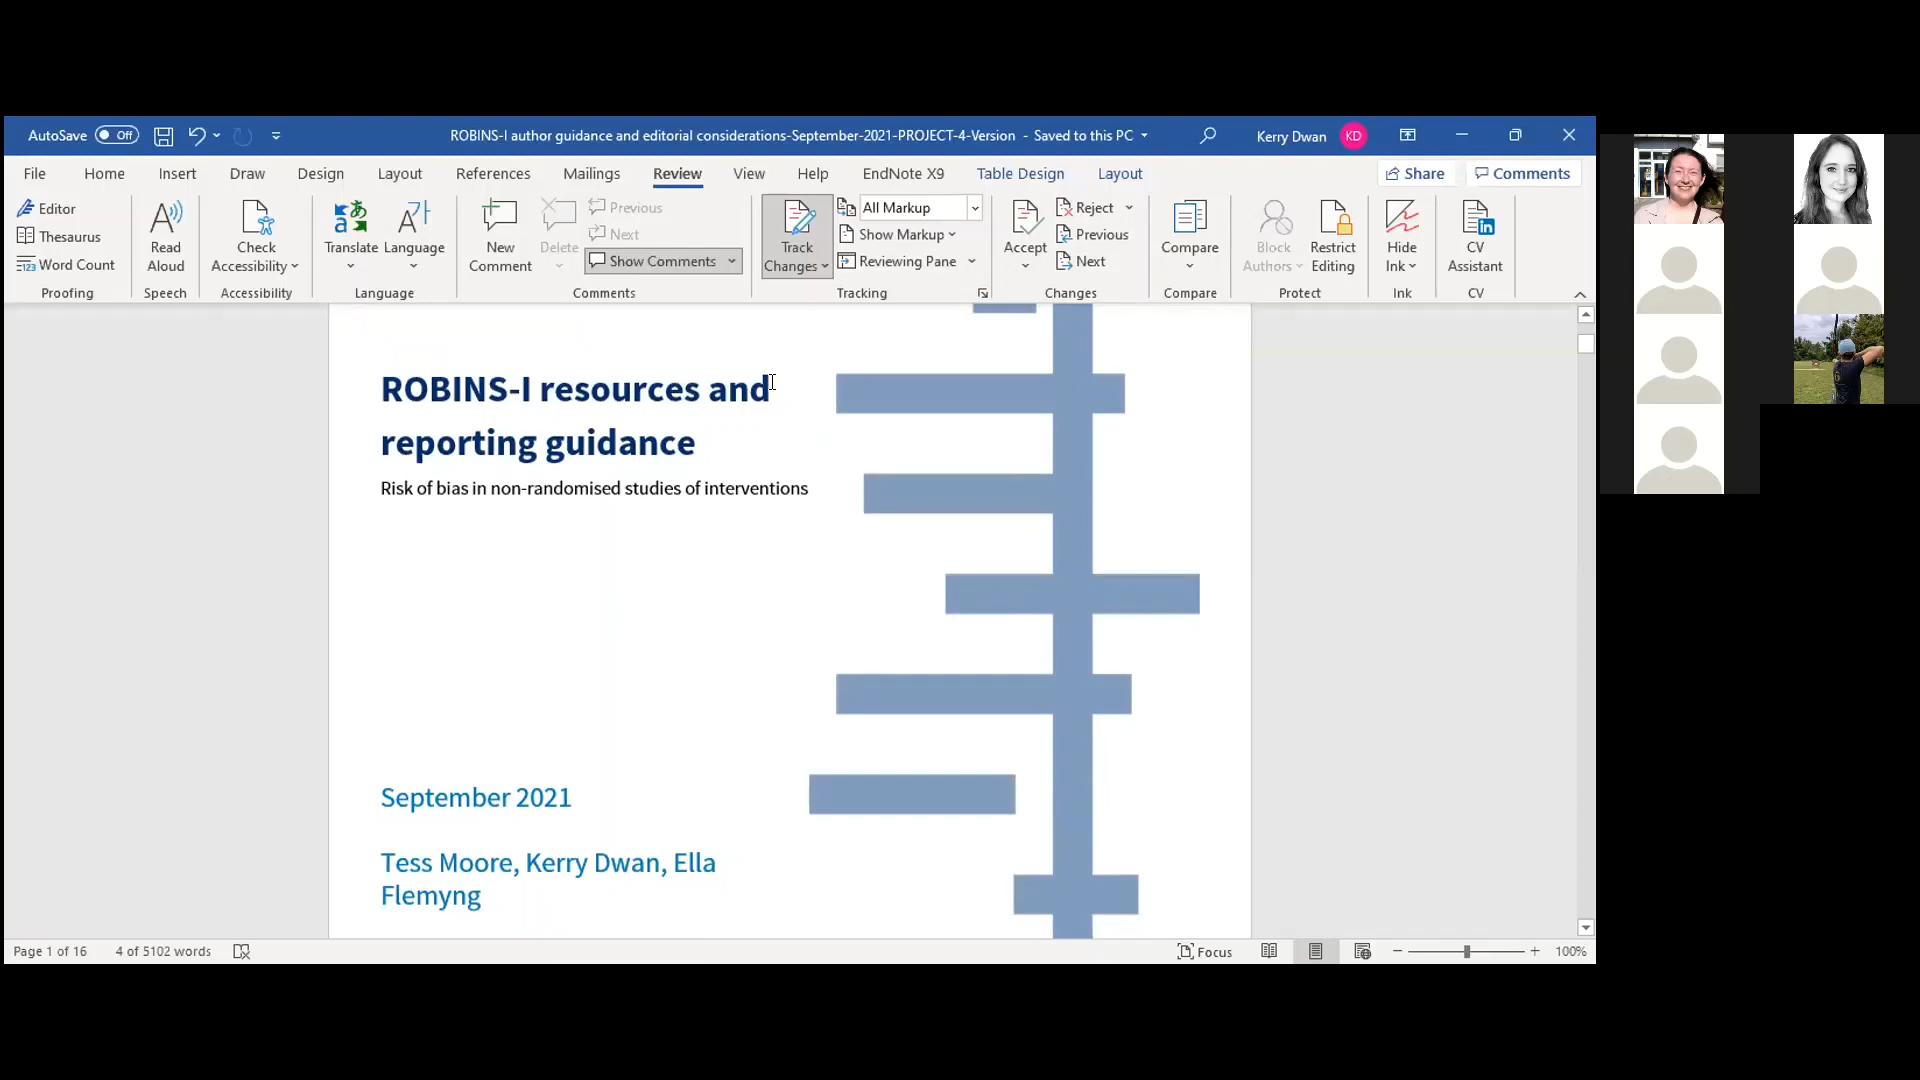 AutoSave Off
ROBINS-I author guidance and editorial considerations-September-2021-PROJECT-4-Version - Saved to this PC
Kerry Dwan KD
File Home Insert Draw Design Layout References Mailings Review View Help EndNote X9 Table Design Layout Share Comments
Editor
Thesaurus
Word Count
Proofing
Read
Aloud
Speech
Check
Accessibility
Accessibility
Translate
Language
Language
New
Comment
Delete
Previous
Next
Show Comments
Comments
Track
Changes
All Markup
Show Markup
Reviewing Pane
Tracking
Accept
Reject
Previous
Next
Changes
Compare
Compare
Block
Authors
Restrict
Editing
Protect
Hide
Ink
Ink
CV
Assistant
CV
ROBINS-I resources and
reporting guidance
Risk of bias in non-randomised studies of interventions
September 2021
Tess Moore, Kerry Dwan, Ella
Flemyng
Page 1 of 16 4 of 5102 words
Focus
100%